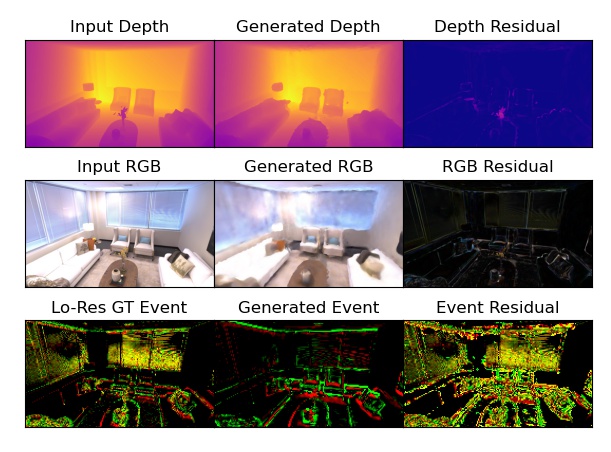 Input Depth
Generated Depth
Depth Residual
Input RGB
Generated RGB
RGB Residual
Lo-Res GT Event
Generated Event
Event Residual